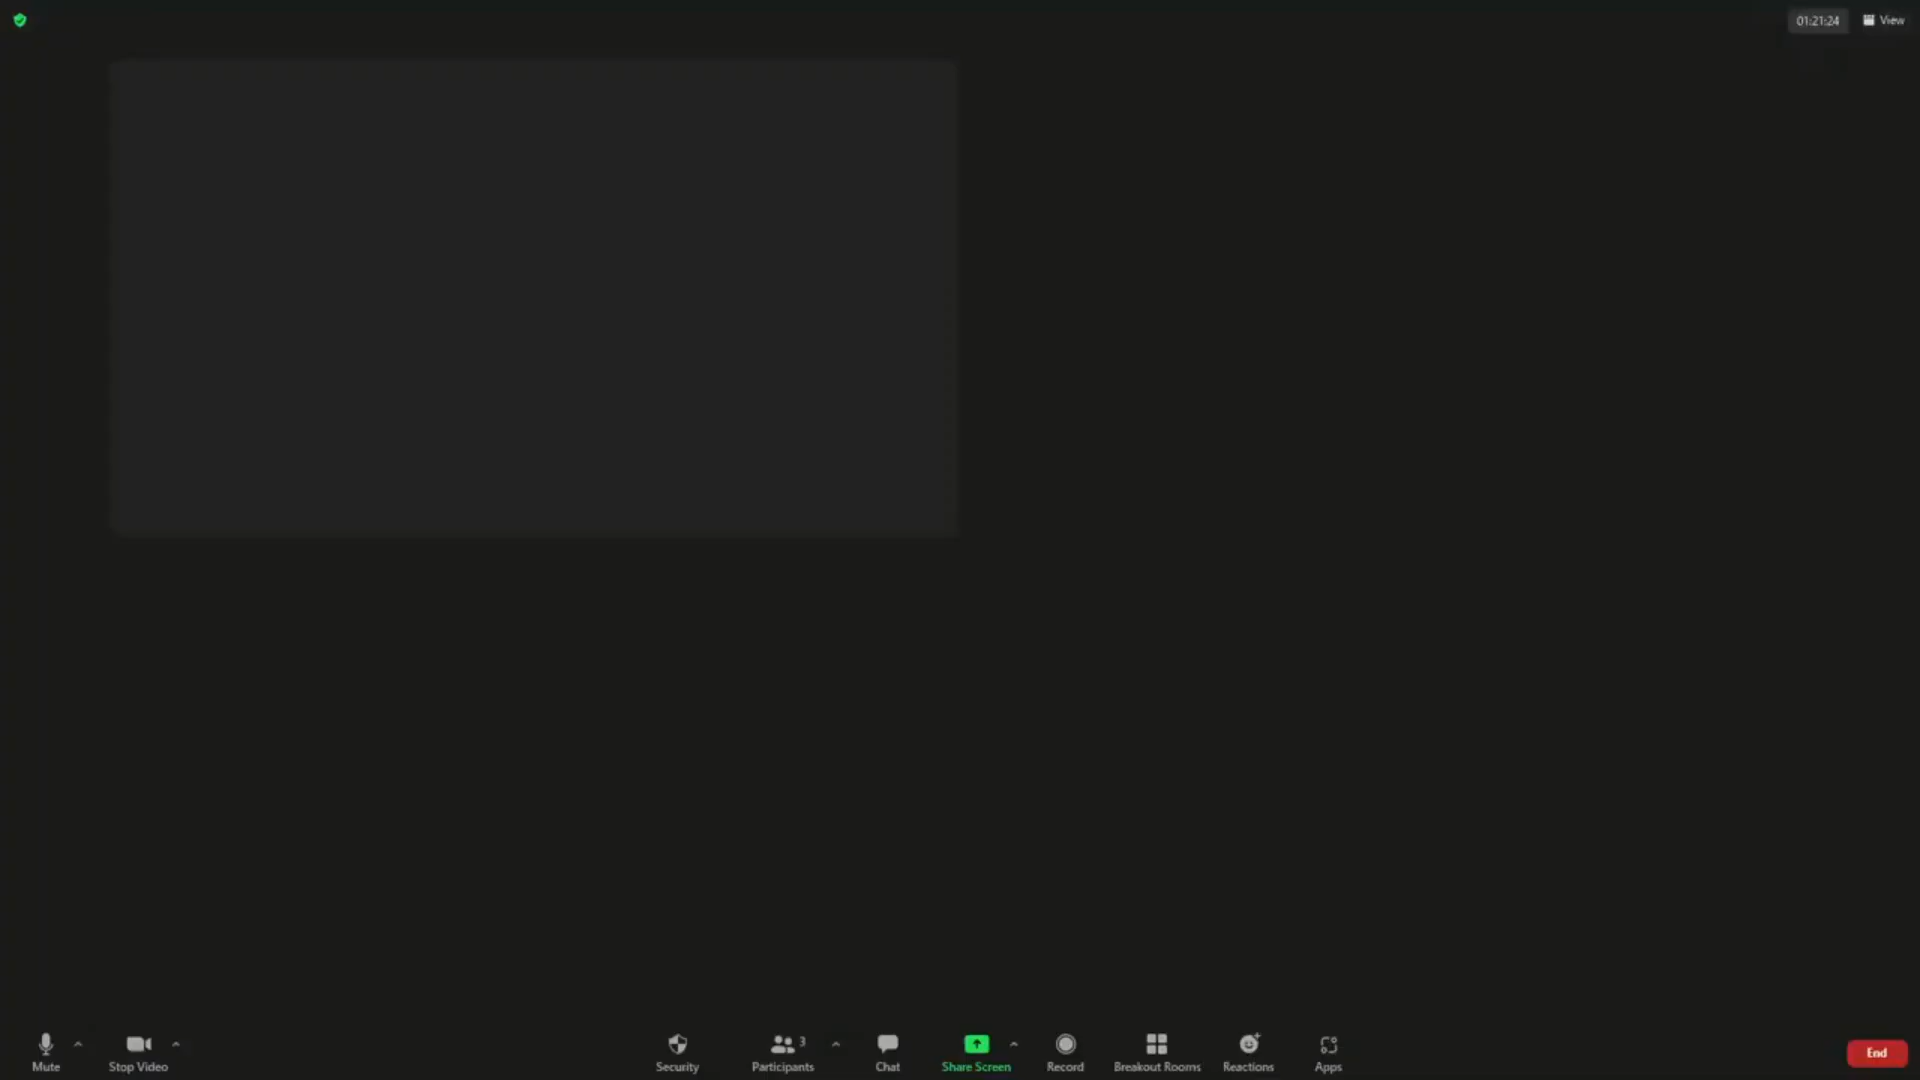 01:21:24 View
3
Mute Stop Video Security Participants Chat Share Screen Record Breakout Rooms Reactions Apps End